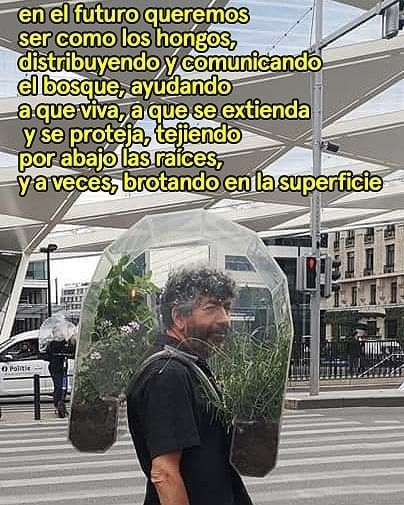 en el futuro queremos
ser como los hongos,
distribuyendo y comunicando
el bosque, ayudando
a que viva, a que se extienda
y se proteja, tejiendo
por abajo las raíces,
y a veces, brotando en la superficie
Politie